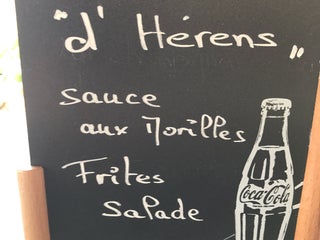 "d' Hérens"
sauce
aux Morilles
Frites
Salade
Coca-Cola